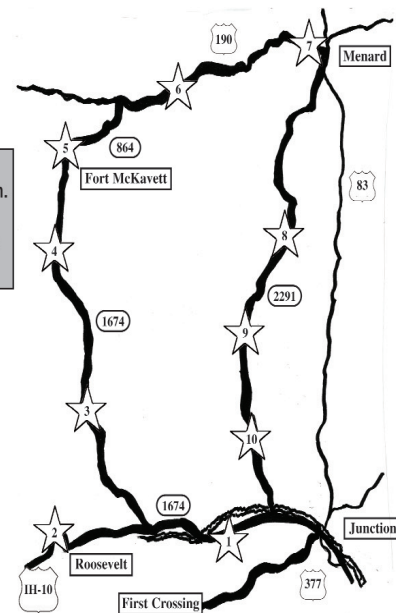 190
7
Menard
6
5
864
n.
Fort McKavett
83
8
4
2291
1674
9
3
10
1674
2
1
Junction
Roosevelt
IH-10
377
First Crossing